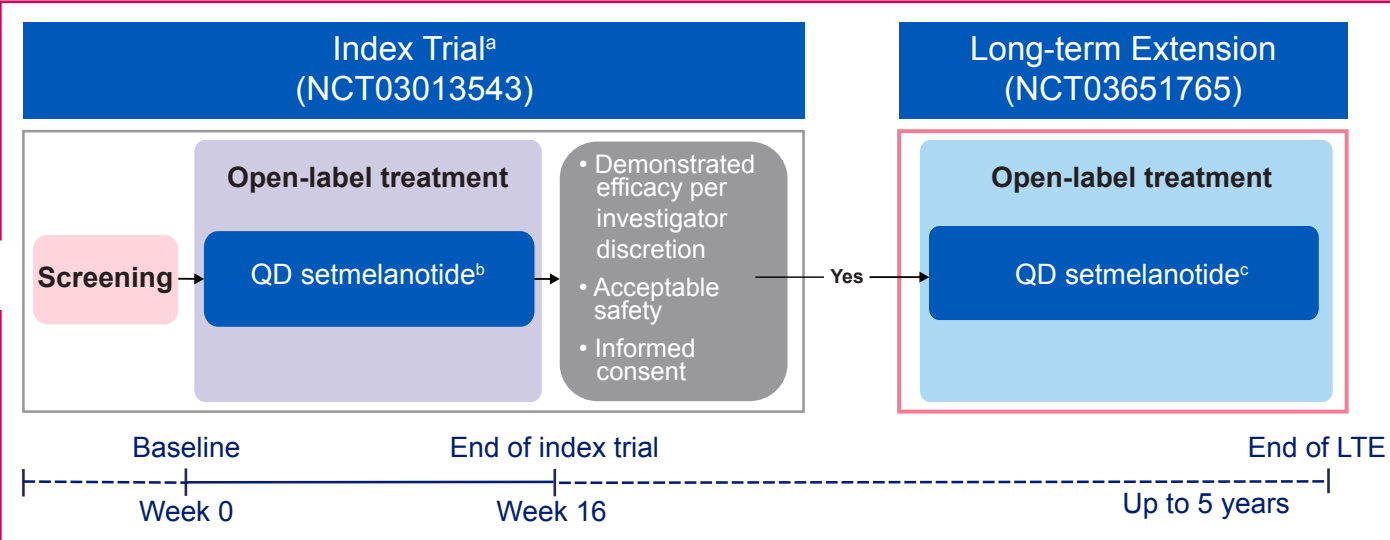 Index Trialᵃ
(NCT03013543)
Long-term Extension
(NCT03651765)
Screening
Open-label treatment
QD setmelanotideᵇ
• Demonstrated
efficacy per
investigator
discretion
• Acceptable
safety
• Informed
consent
Yes
Open-label treatment
QD setmelanotideᶜ
Baseline
End of index trial
End of LTE
Week 0
Week 16
Up to 5 years